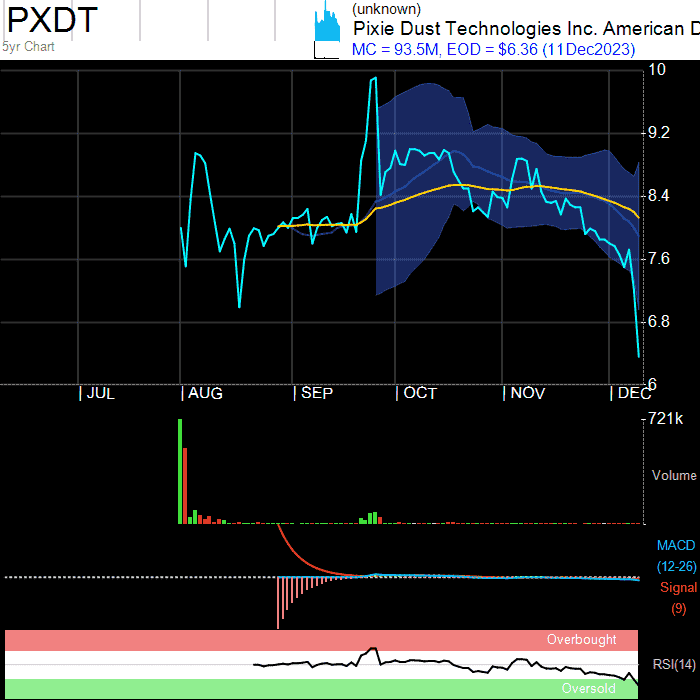 PXDT
5yr Chart
(unknown)
Pixie Dust Technologies Inc. American D
MC = 93.5M, EOD = $6.36 (11Dec2023)
10
9.2
8.4
7.6
6.8
6
| JUL | AUG | SEP | OCT | NOV | DEC
721k
Volume
MACD
(12-26)
Signal
(9)
Overbought
RSI(14)
Oversold